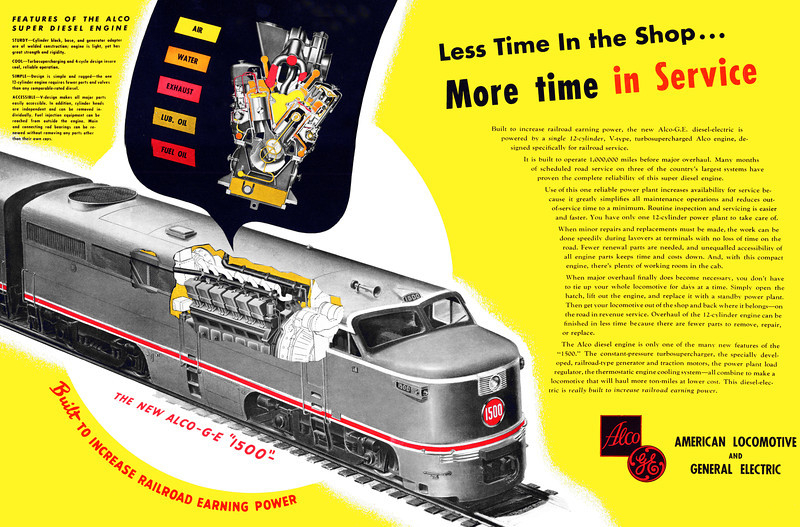 FEATURES OF THE ALCO
SUPER DIESEL ENGINE
STURDY—Cylinder block, base, and generator adapter
are of welded construction; engine is light, yet has
great strength and rigidity.
COOL—Turbosupercharging and 4-cycle design insure
cool, reliable operation.
SIMPLE—Design is simple and rugged—the one
12-cylinder engine requires fewer parts and valves
than any comparable-rated diesel.
ACCESSIBLE—V-design makes all major parts
easily accessible. In addition, cylinder heads
are independent and can be removed in-
dividually. Fuel injection equipment can be
reached from outside the engine. Main
and connecting rod bearings can be re-
newed without removing any parts other
than their own caps.
AIR
WATER
EXHAUST
LUB. OIL
FUEL OIL
Less Time In the Shop...
More time in Service
Built to increase railroad earning power, the new Alco-G.E. diesel-electric is
powered by a single 12-cylinder, V-type, turbosupercharged Alco engine, de-
signed specifically for railroad service.
It is built to operate 1,000,000 miles before major overhaul. Many months
of scheduled road service on three of the country's largest systems have
proven the complete reliability of this super diesel engine.
Use of this one reliable power plant increases availability for service be-
cause it greatly simplifies all maintenance operations and reduces out-
of-service time to a minimum. Routine inspection and servicing is easier
and faster. You have only one 12-cylinder power plant to take care of.
When minor repairs and replacements must be made, the work can be
done speedily during layovers at terminals with no loss of time on the
road. Fewer renewal parts are needed, and unequalled accessibility of
all engine parts keeps time and costs down. And, with this compact
engine, there's plenty of working room in the cab.
When major overhaul finally does become necessary, you don't have
to tie up your whole locomotive for days at a time. Simply open the
hatch, lift out the engine, and replace it with a standby power plant.
Then get your locomotive out of the shop and back where it belongs—on
the road in revenue service. Overhaul of the 12-cylinder engine can be
finished in less time because there are fewer parts to remove, repair,
or replace.
The Alco diesel engine is only one of the many new features of the
"1500." The constant-pressure turbosupercharger, the specially devel-
oped, railroad-type generator and traction motors, the power plant load
regulator, the thermostatic engine cooling system—all combine to make a
locomotive that will haul more ton-miles at lower cost. This diesel-elec-
tric is really built to increase railroad earning power.
1500
1500
1500
THE NEW ALCO-G-E "1500"—
Built TO INCREASE RAILROAD EARNING POWER
Alco
GE
AMERICAN LOCOMOTIVE
AND
GENERAL ELECTRIC